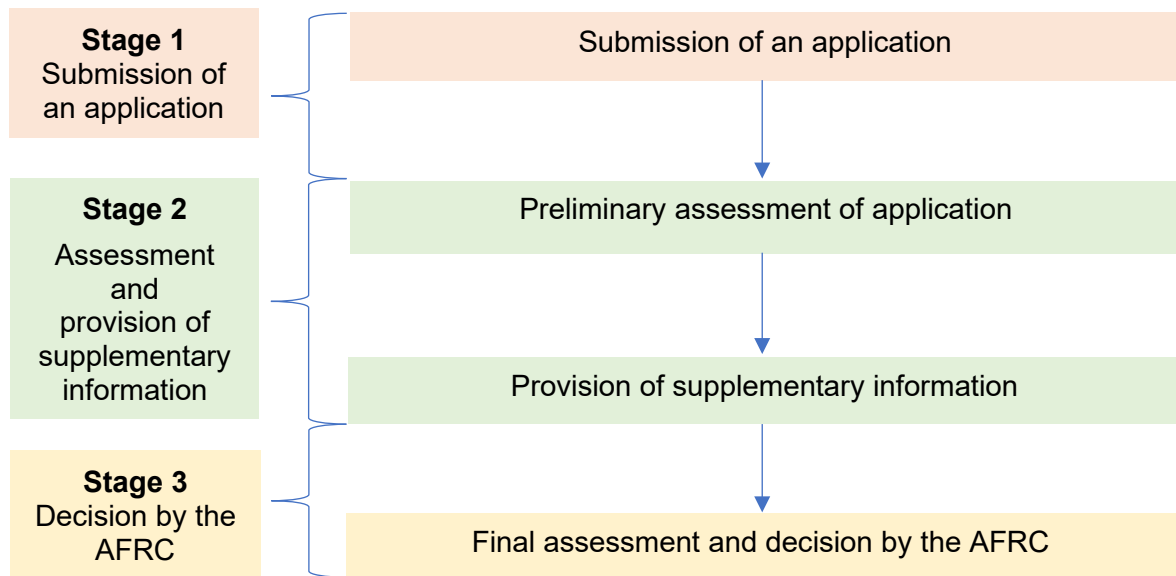 Stage 1
Submission of
an application
Submission of an application
Stage 2
Assessment
and
provision of
supplementary
information
Preliminary assessment of application
Provision of supplementary information
Stage 3
Decision by the
AFRC
Final assessment and decision by the AFRC